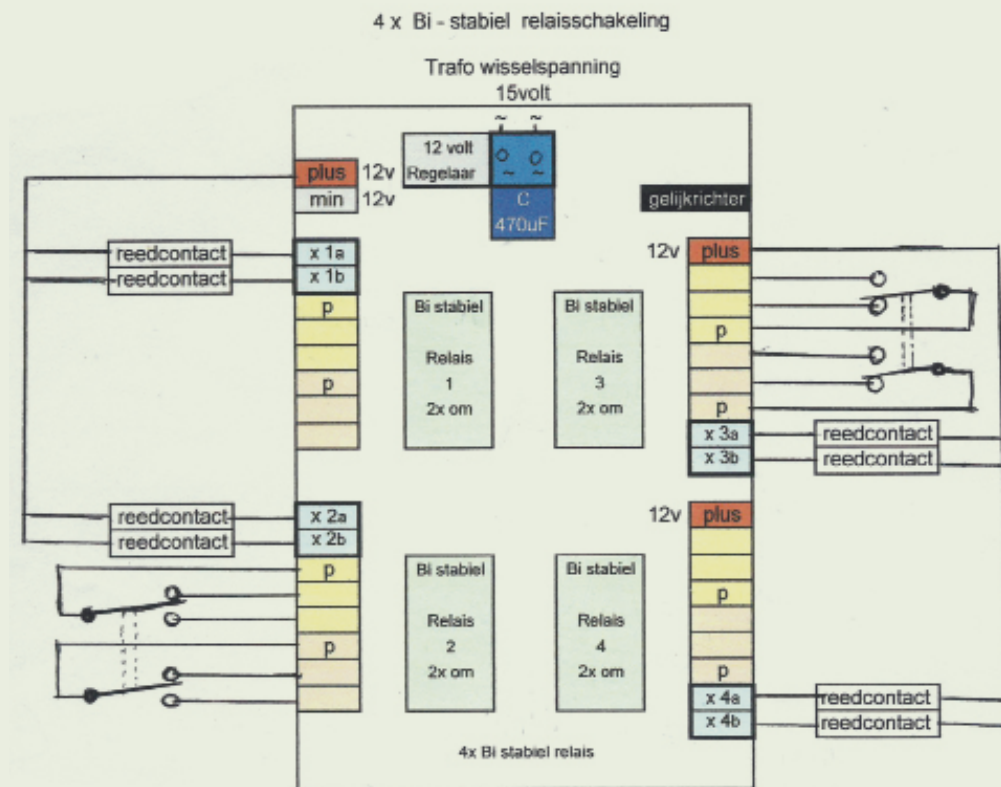 4 x Bi - stabiel relaisschakeling
Trafo wisselspanning
15volt
~ ~
12 volt
Regelaar
~ ~
C
470uF
plus 12v
min 12v
gelijkrichter
reedcontact x 1a
reedcontact x 1b
p
p
Bi stabiel
Relais
1
2x om
Bi stabiel
Relais
3
2x om
12v plus
p
p
x 3a reedcontact
x 3b reedcontact
reedcontact x 2a
reedcontact x 2b
p
p
Bi stabiel
Relais
2
2x om
Bi stabiel
Relais
4
2x om
12v plus
p
p
x 4a reedcontact
x 4b reedcontact
4x Bi stabiel relais